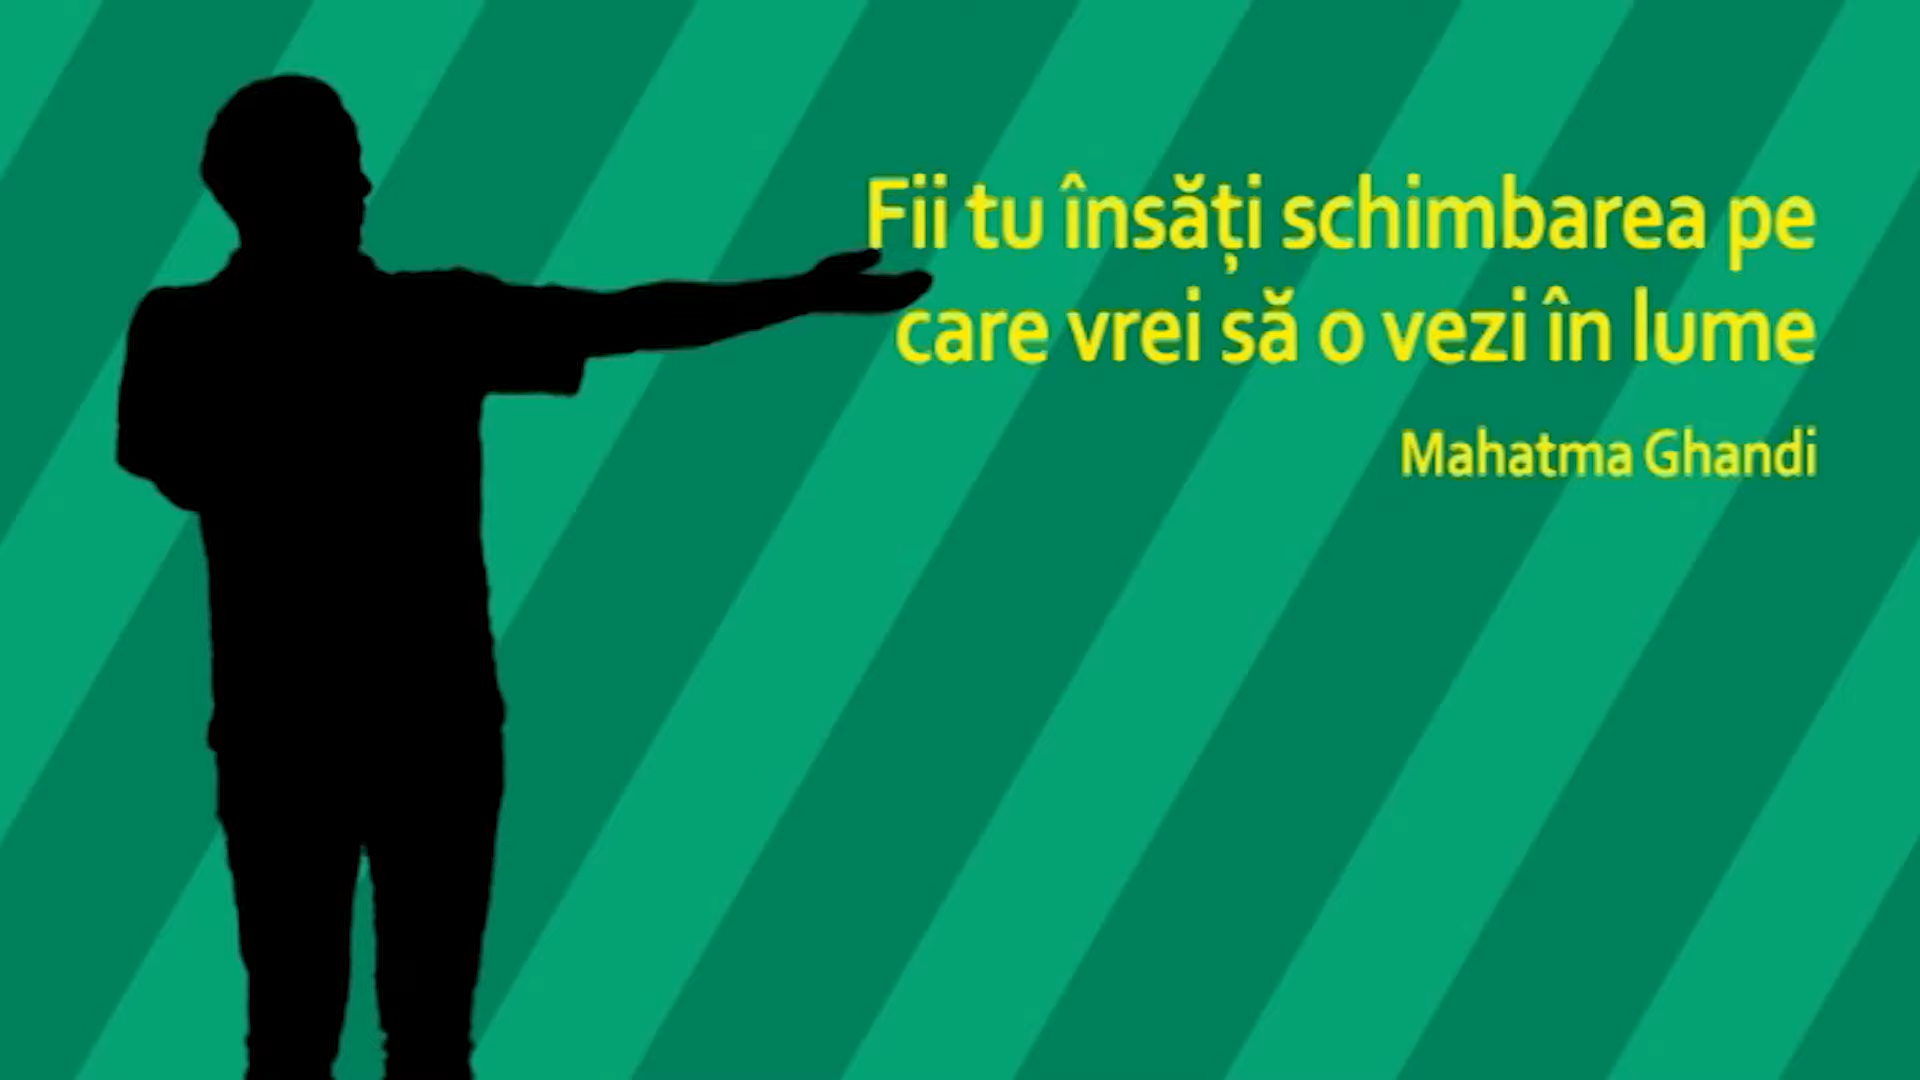 Fii tu însăți schimbarea pe
care vrei să o vezi în lume
Mahatma Ghandi